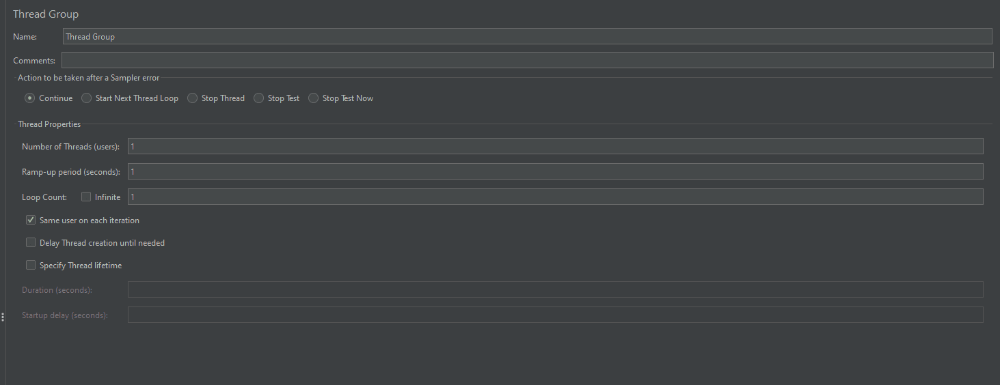 Thread Group
Name: Thread Group
Comments:
Action to be taken after a Sampler error
Continue Start Next Thread Loop Stop Thread Stop Test Stop Test Now
Thread Properties
Number of Threads (users): 1
Ramp-up period (seconds): 1
Loop Count: Infinite 1
Same user on each iteration
Delay Thread creation until needed
Specify Thread lifetime
Duration (seconds):
Startup delay (seconds):